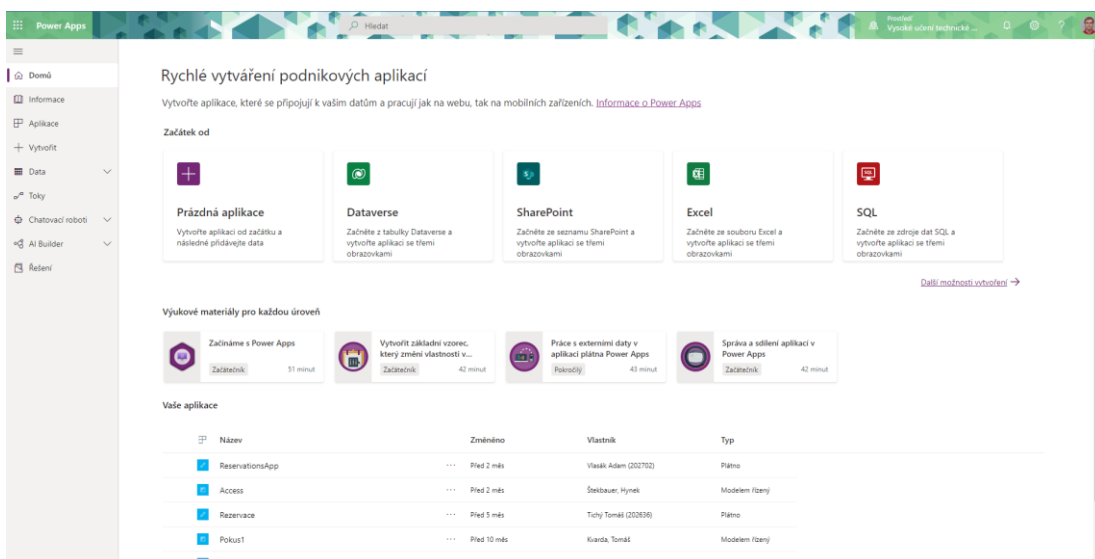 Power Apps
Hledat
Prostředí
Vysoké učení technické ...
Domů
Informace
Aplikace
Vytvořit
Data
Toky
Chatovací roboti
AI Builder
Řešení
Rychlé vytváření podnikových aplikací
Vytvořte aplikace, které se připojují k vašim datům a pracují jak na webu, tak na mobilních zařízeních. Informace o Power Apps
Začátek od
Prázdná aplikace
Vytvořte aplikaci od začátku a
následně přidávejte data
Dataverse
Začněte z tabulky Dataverse a
vytvořte aplikaci se třemi
obrazovkami
SharePoint
Začněte ze seznamu SharePoint a
vytvořte aplikaci se třemi
obrazovkami
Excel
Začněte ze souboru Excel a
vytvořte aplikaci se třemi
obrazovkami
SQL
Začněte ze zdroje dat SQL a
vytvořte aplikaci se třemi
obrazovkami
Další možnosti vytvoření
Výukové materiály pro každou úroveň
Začínáme s Power Apps
Začátečník 51 minut
Vytvořit základní vzorec,
který změní vlastnosti v...
Začátečník 42 minut
Práce s externími daty v
aplikaci plátna Power Apps
Pokročilý 43 minut
Správa a sdílení aplikací v
Power Apps
Začátečník 42 minut
Vaše aplikace
Název Změněno Vlastník Typ
ReservationsApp ... Před 2 měs Vlasák Adam (202702) Plátno
Access ... Před 2 měs Štekbauer, Hynek Modelem řízený
Rezervace ... Před 5 měs Tichý Tomáš (202636) Plátno
Pokus1 ... Před 10 měs Kvarda, Tomáš Modelem řízený